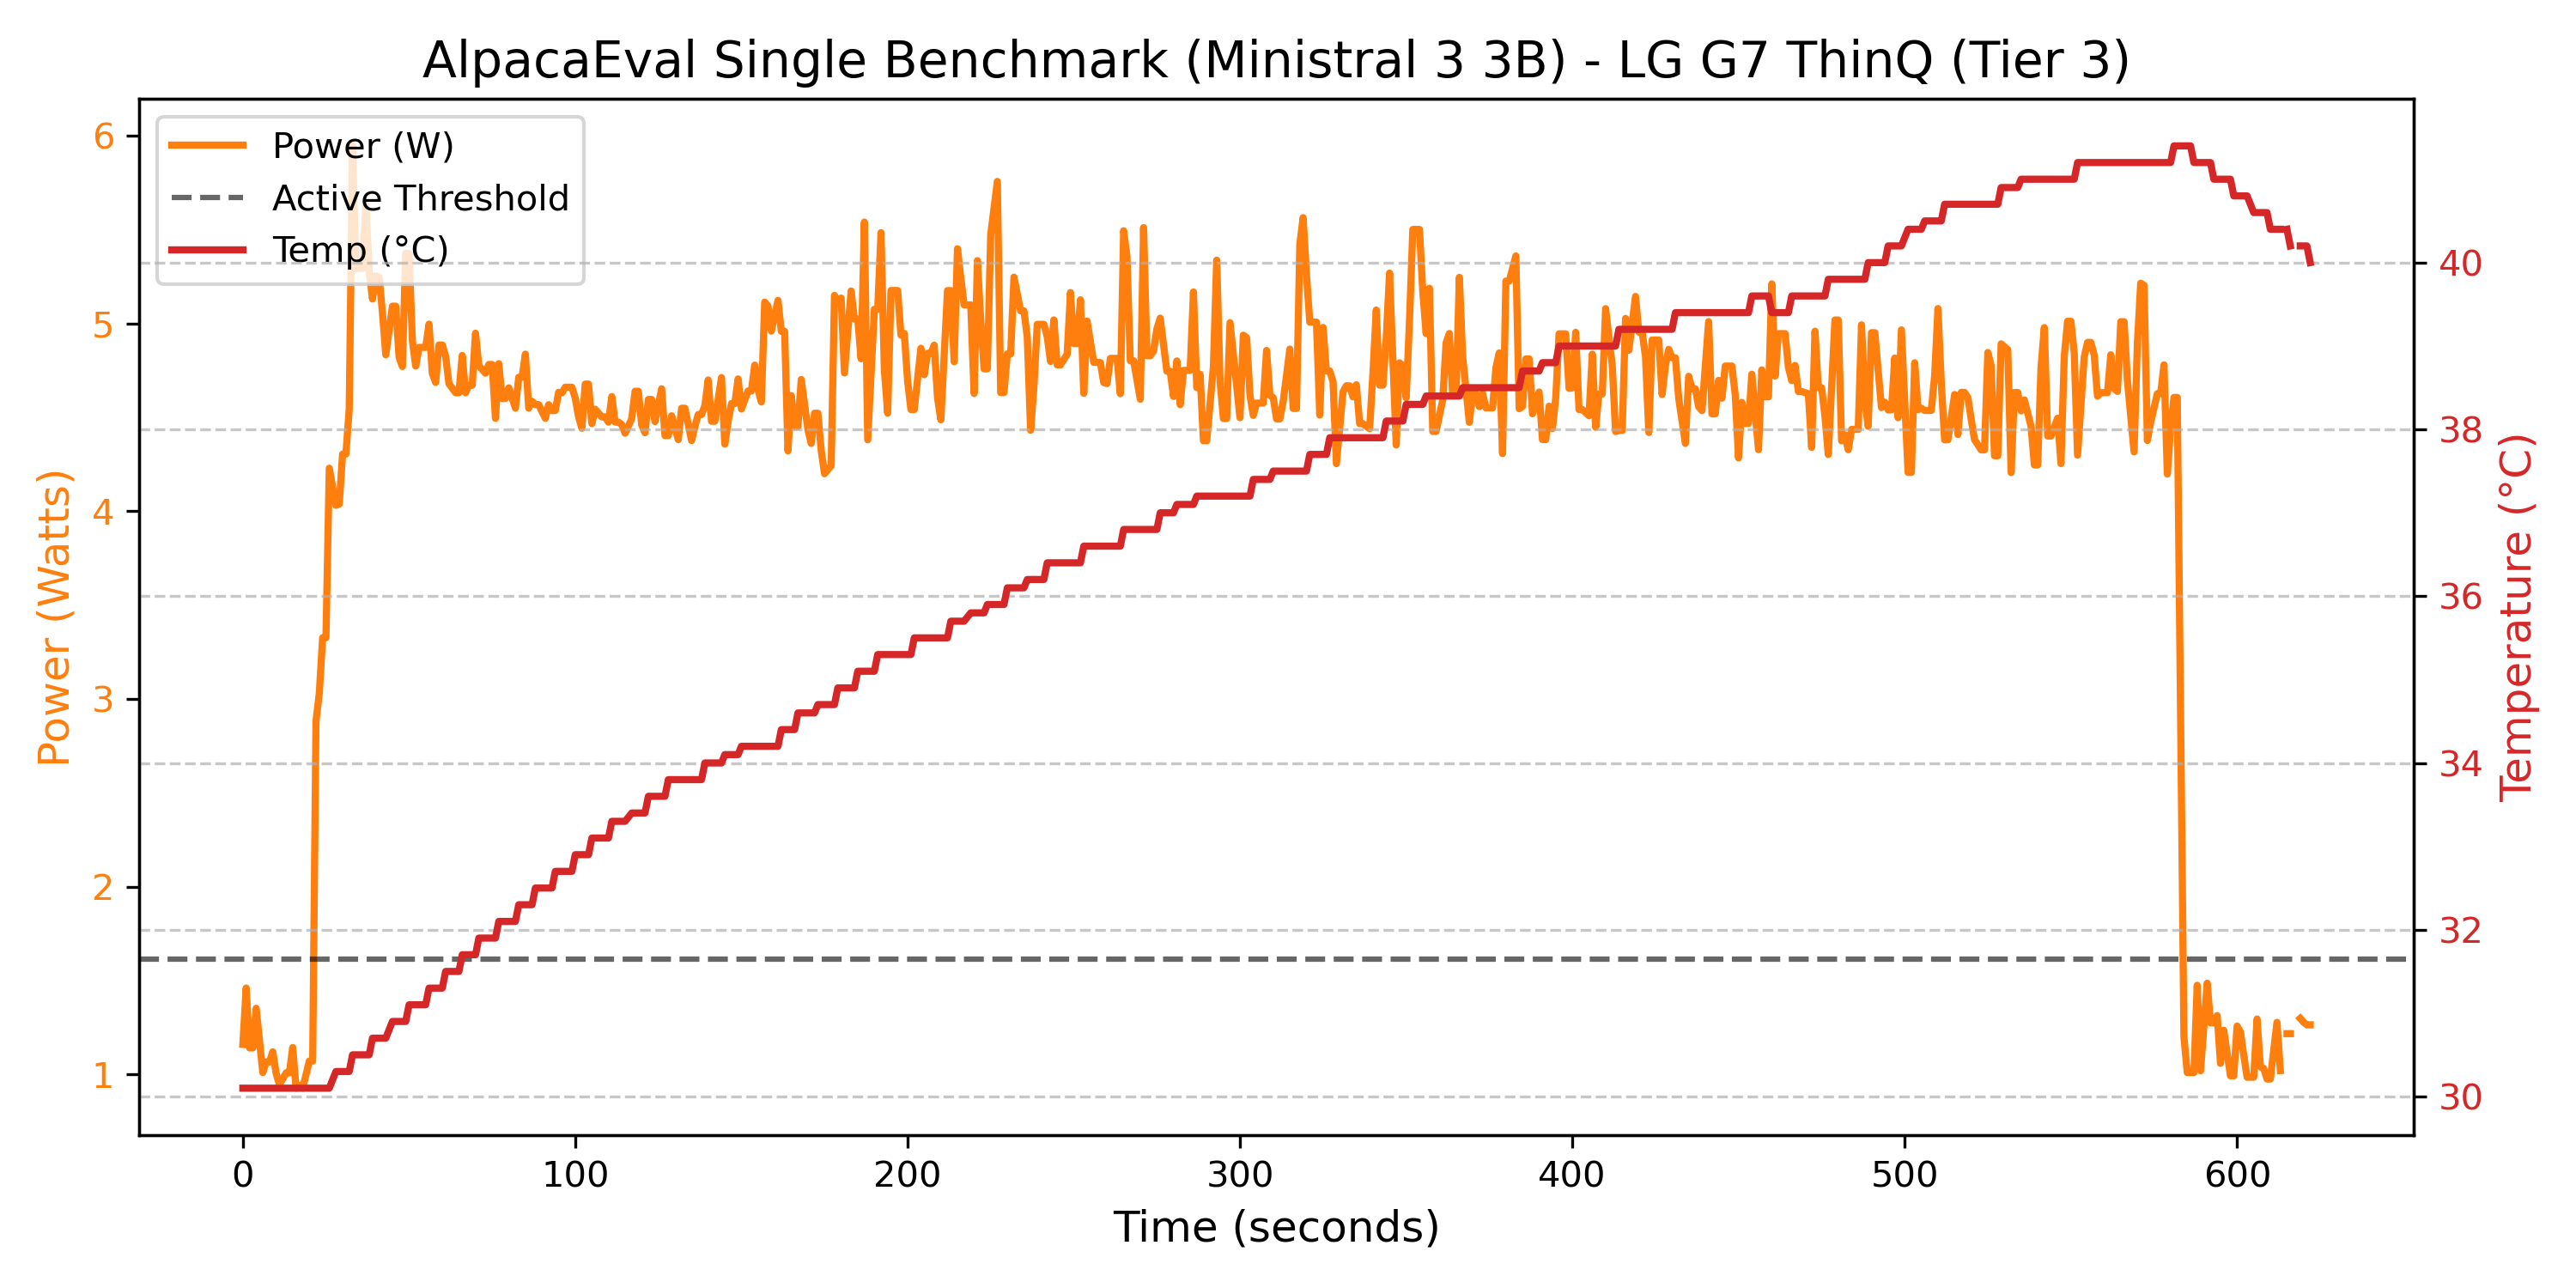 AlpacaEval Single Benchmark (Ministral 3 3B) - LG G7 ThinQ (Tier 3)
Power (W)
Active Threshold
Temp (°C)
Power (Watts)
6
5
4
3
2
1
Temperature (°C)
40
38
36
34
32
30
0 100 200 300 400 500 600
Time (seconds)